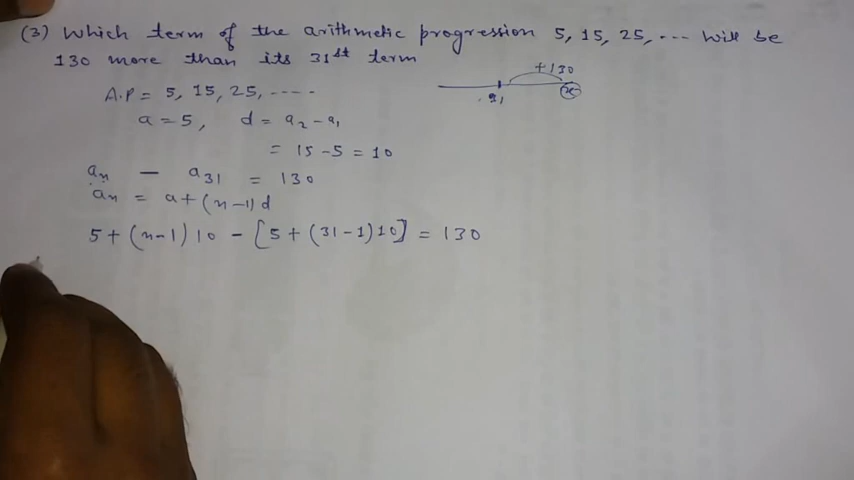 (3) Which term of the arithmetic progression 5, 15, 25, ... will be
130 more than its 31st term
+130
A.P = 5, 15, 25, ....
a = 5, d = a₂ - a₁
= 15 - 5 = 10
aₙ - a₃₁ = 130
aₙ = a + (n-1)d
5 + (n-1) 10 - [5 + (31-1) 10] = 130